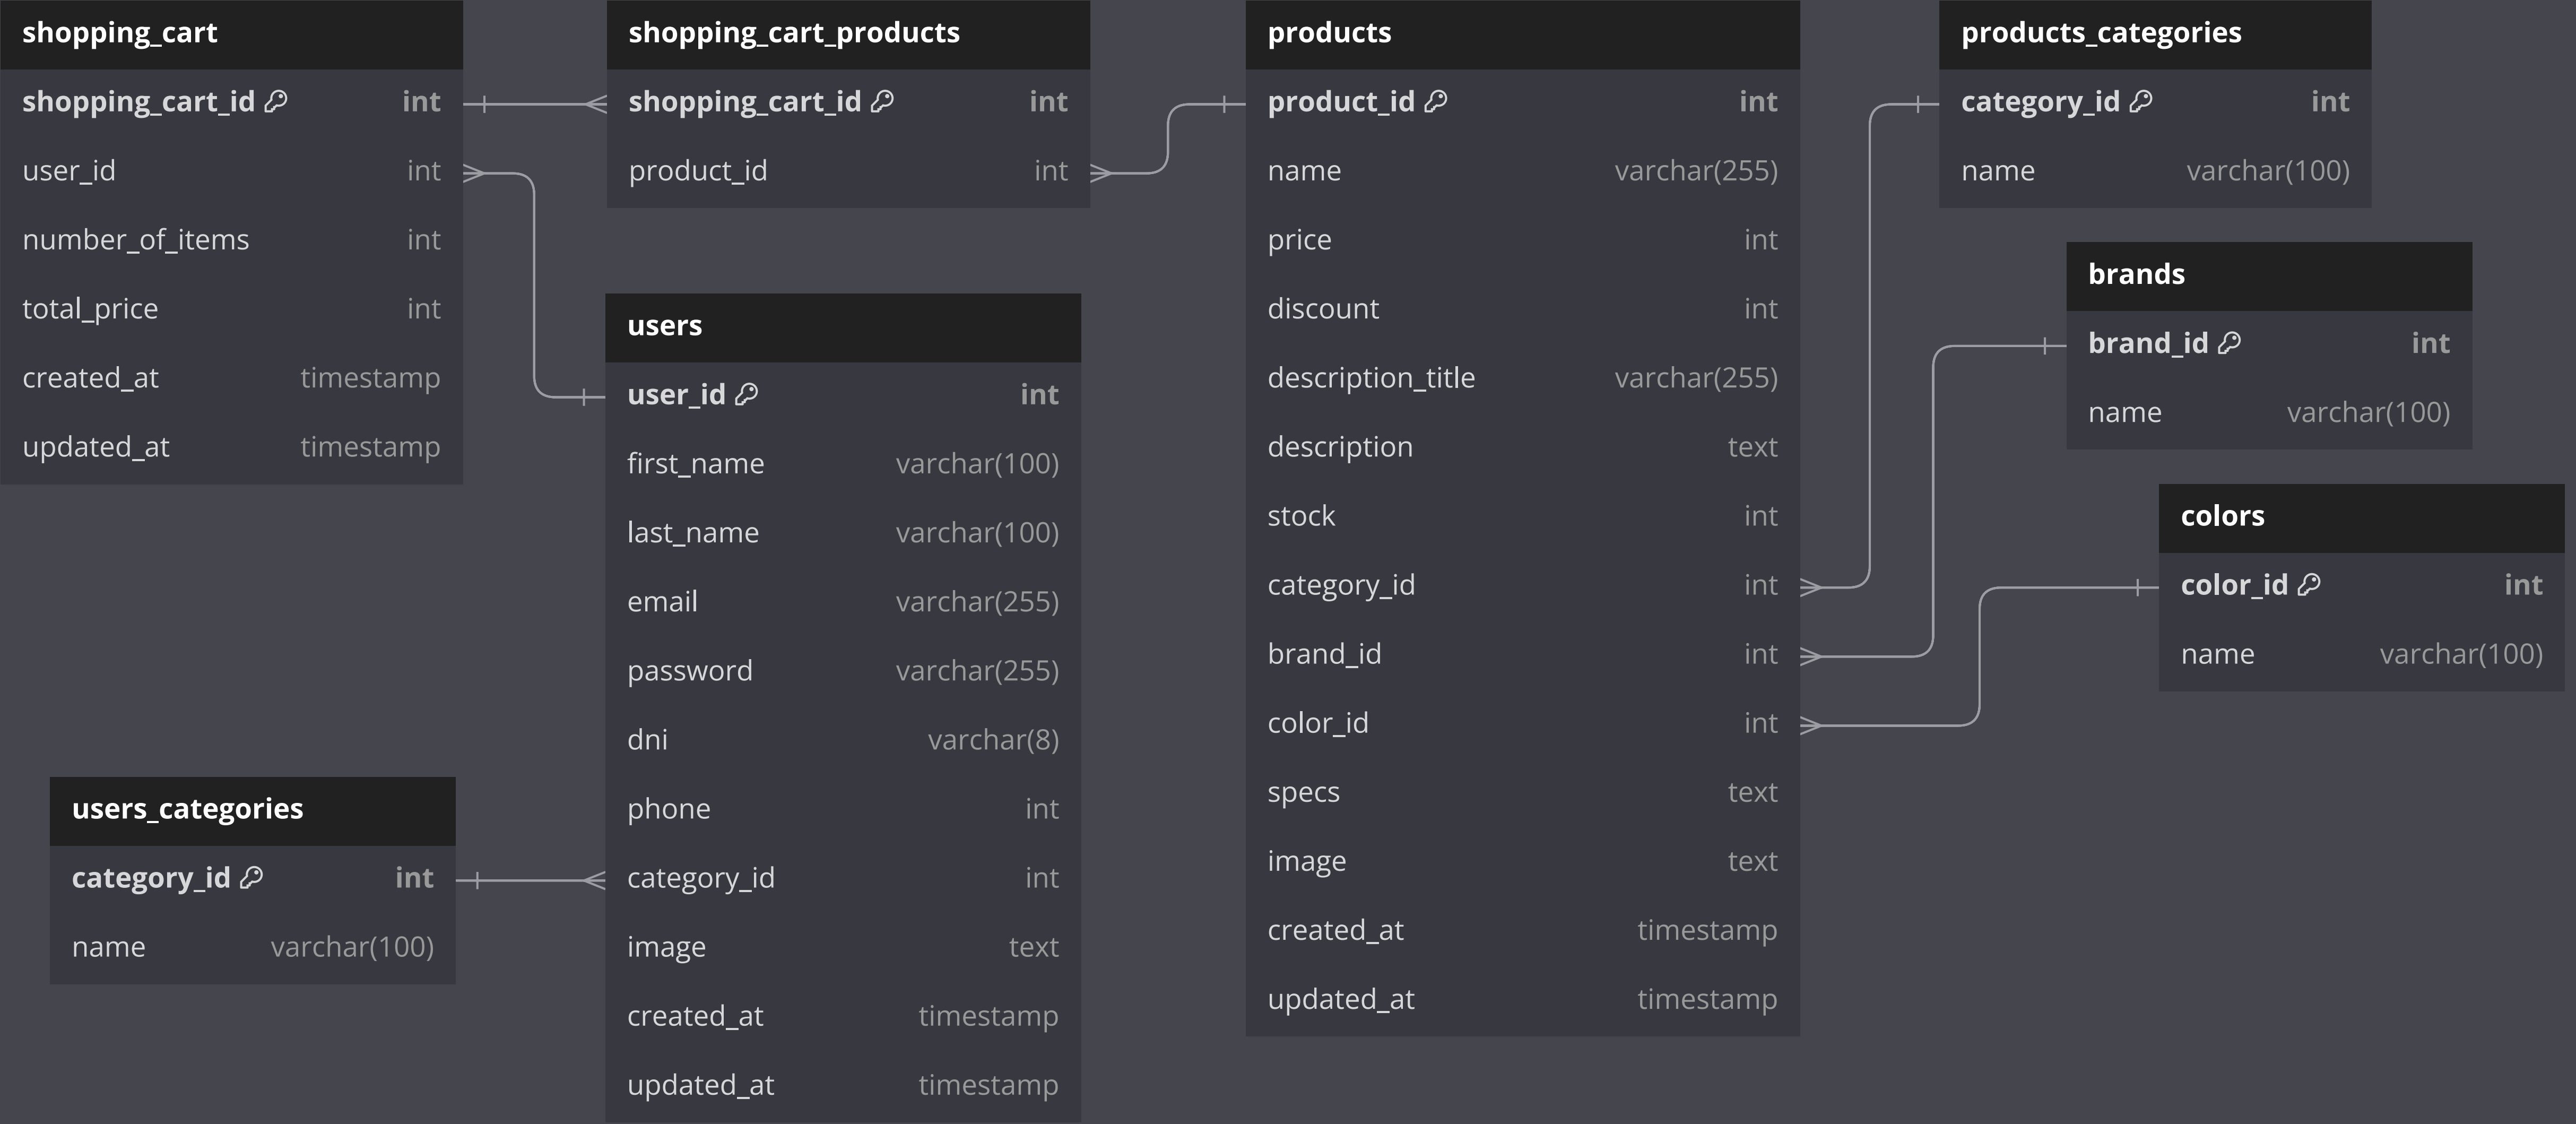 shopping_cart
shopping_cart_id int
user_id int
number_of_items int
total_price int
created_at timestamp
updated_at timestamp
shopping_cart_products
shopping_cart_id int
product_id int
users
user_id int
first_name varchar(100)
last_name varchar(100)
email varchar(255)
password varchar(255)
dni varchar(8)
phone int
category_id int
image text
created_at timestamp
updated_at timestamp
users_categories
category_id int
name varchar(100)
products
product_id int
name varchar(255)
price int
discount int
description_title varchar(255)
description text
stock int
category_id int
brand_id int
color_id int
specs text
image text
created_at timestamp
updated_at timestamp
products_categories
category_id int
name varchar(100)
brands
brand_id int
name varchar(100)
colors
color_id int
name varchar(100)